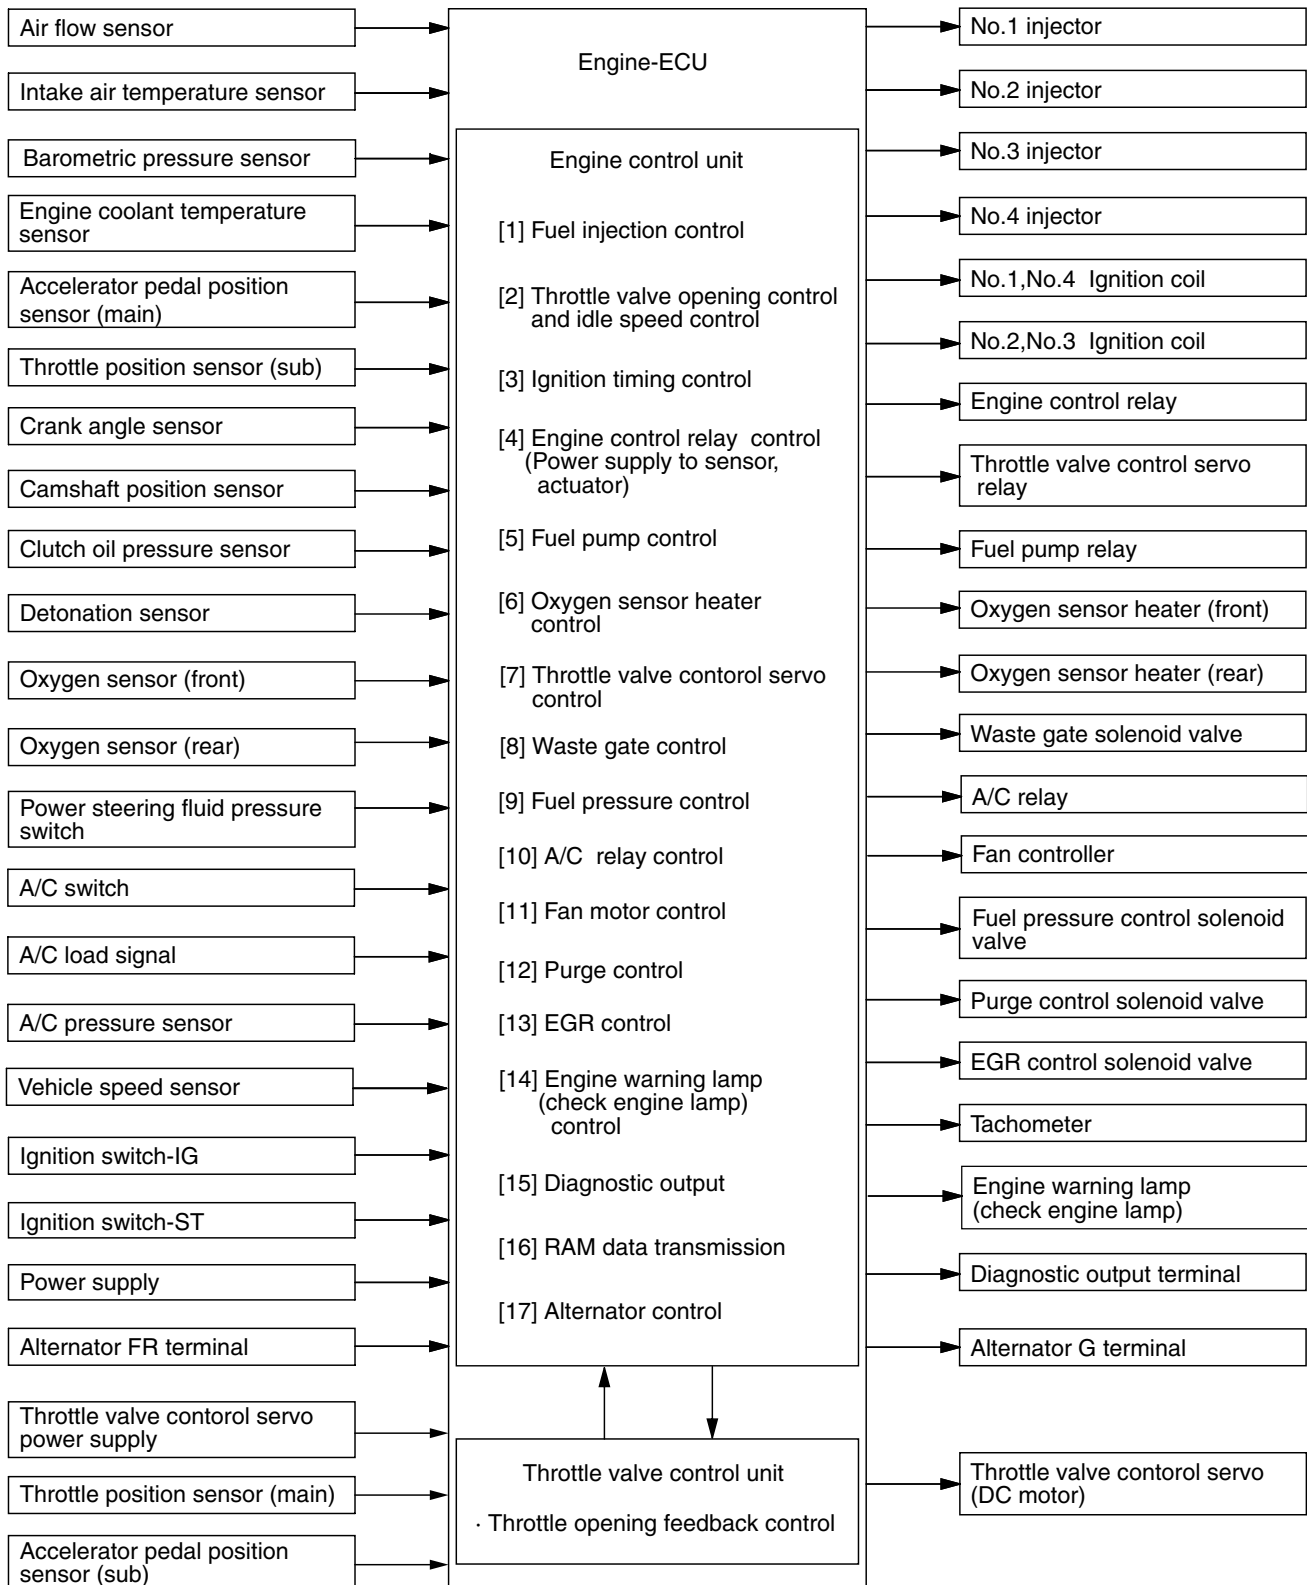 Air flow sensor
Intake air temperature sensor
Barometric pressure sensor
Engine coolant temperature
sensor
Accelerator pedal position
sensor (main)
Throttle position sensor (sub)
Crank angle sensor
Camshaft position sensor
Clutch oil pressure sensor
Detonation sensor
Oxygen sensor (front)
Oxygen sensor (rear)
Power steering fluid pressure
switch
A/C switch
A/C load signal
A/C pressure sensor
Vehicle speed sensor
Ignition switch-IG
Ignition switch-ST
Power supply
Alternator FR terminal
Throttle valve contorol servo
power supply
Throttle position sensor (main)
Accelerator pedal position
sensor (sub)
Engine-ECU
Engine control unit
[1] Fuel injection control
[2] Throttle valve opening control
and idle speed control
[3] Ignition timing control
[4] Engine control relay control
(Power supply to sensor,
actuator)
[5] Fuel pump control
[6] Oxygen sensor heater
control
[7] Throttle valve contorol servo
control
[8] Waste gate control
[9] Fuel pressure control
[10] A/C relay control
[11] Fan motor control
[12] Purge control
[13] EGR control
[14] Engine warning lamp
(check engine lamp)
control
[15] Diagnostic output
[16] RAM data transmission
[17] Alternator control
Throttle valve control unit
· Throttle opening feedback control
No.1 injector
No.2 injector
No.3 injector
No.4 injector
No.1,No.4 Ignition coil
No.2,No.3 Ignition coil
Engine control relay
Throttle valve control servo
relay
Fuel pump relay
Oxygen sensor heater (front)
Oxygen sensor heater (rear)
Waste gate solenoid valve
A/C relay
Fan controller
Fuel pressure control solenoid
valve
Purge control solenoid valve
EGR control solenoid valve
Tachometer
Engine warning lamp
(check engine lamp)
Diagnostic output terminal
Alternator G terminal
Throttle valve contorol servo
(DC motor)